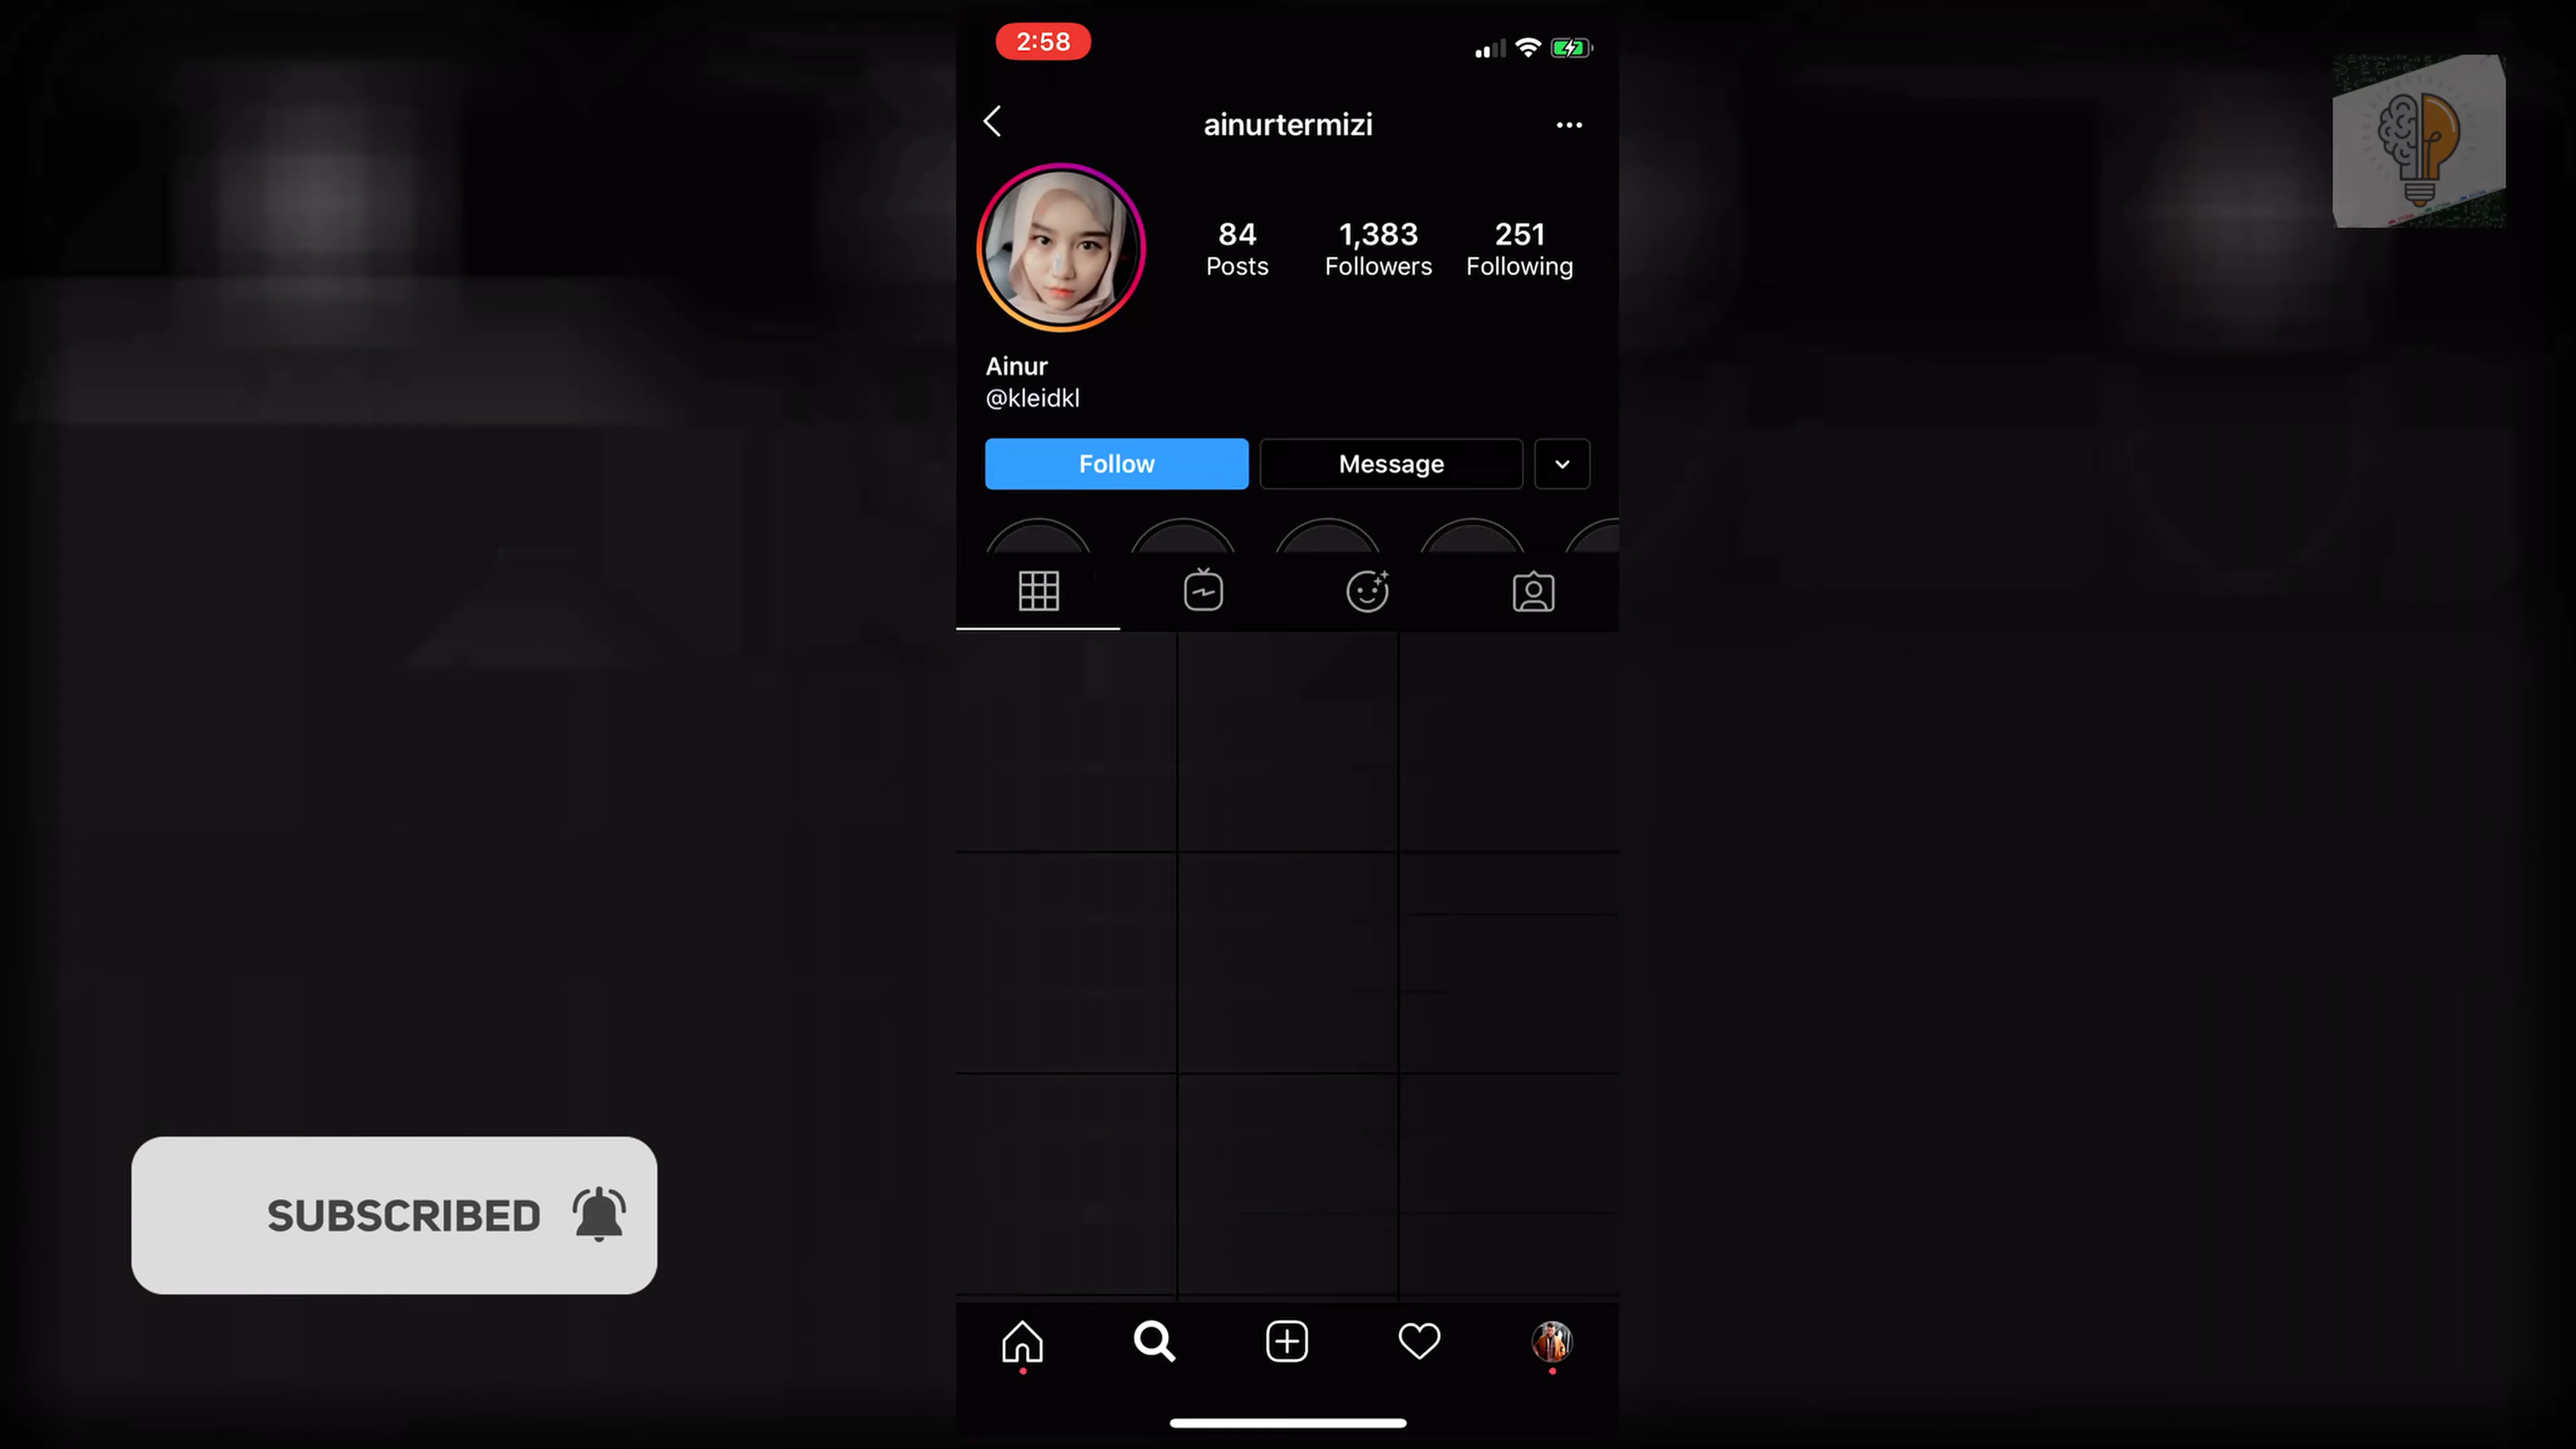 2:58
ainurtermizi
84
Posts
1,383
Followers
251
Following
Ainur
@kleidkl
Follow
Message
SUBSCRIBED